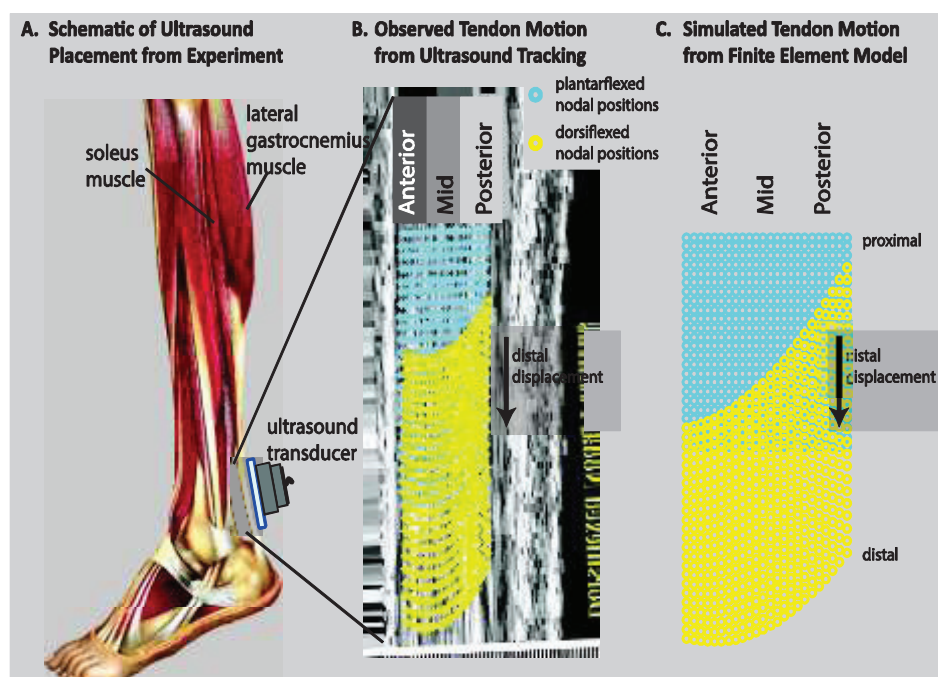 A. Schematic of Ultrasound
Placement from Experiment
B. Observed Tendon Motion
from Ultrasound Tracking
C. Simulated Tendon Motion
from Finite Element Model
plantarflexed
nodal positions
dorsiflexed
nodal positions
lateral
gastrocnemius
muscle
soleus
muscle
ultrasound
transducer
Anterior
Mid
Posterior
distal
displacement
Anterior
Mid
Posterior
proximal
istal
isplacement
distal